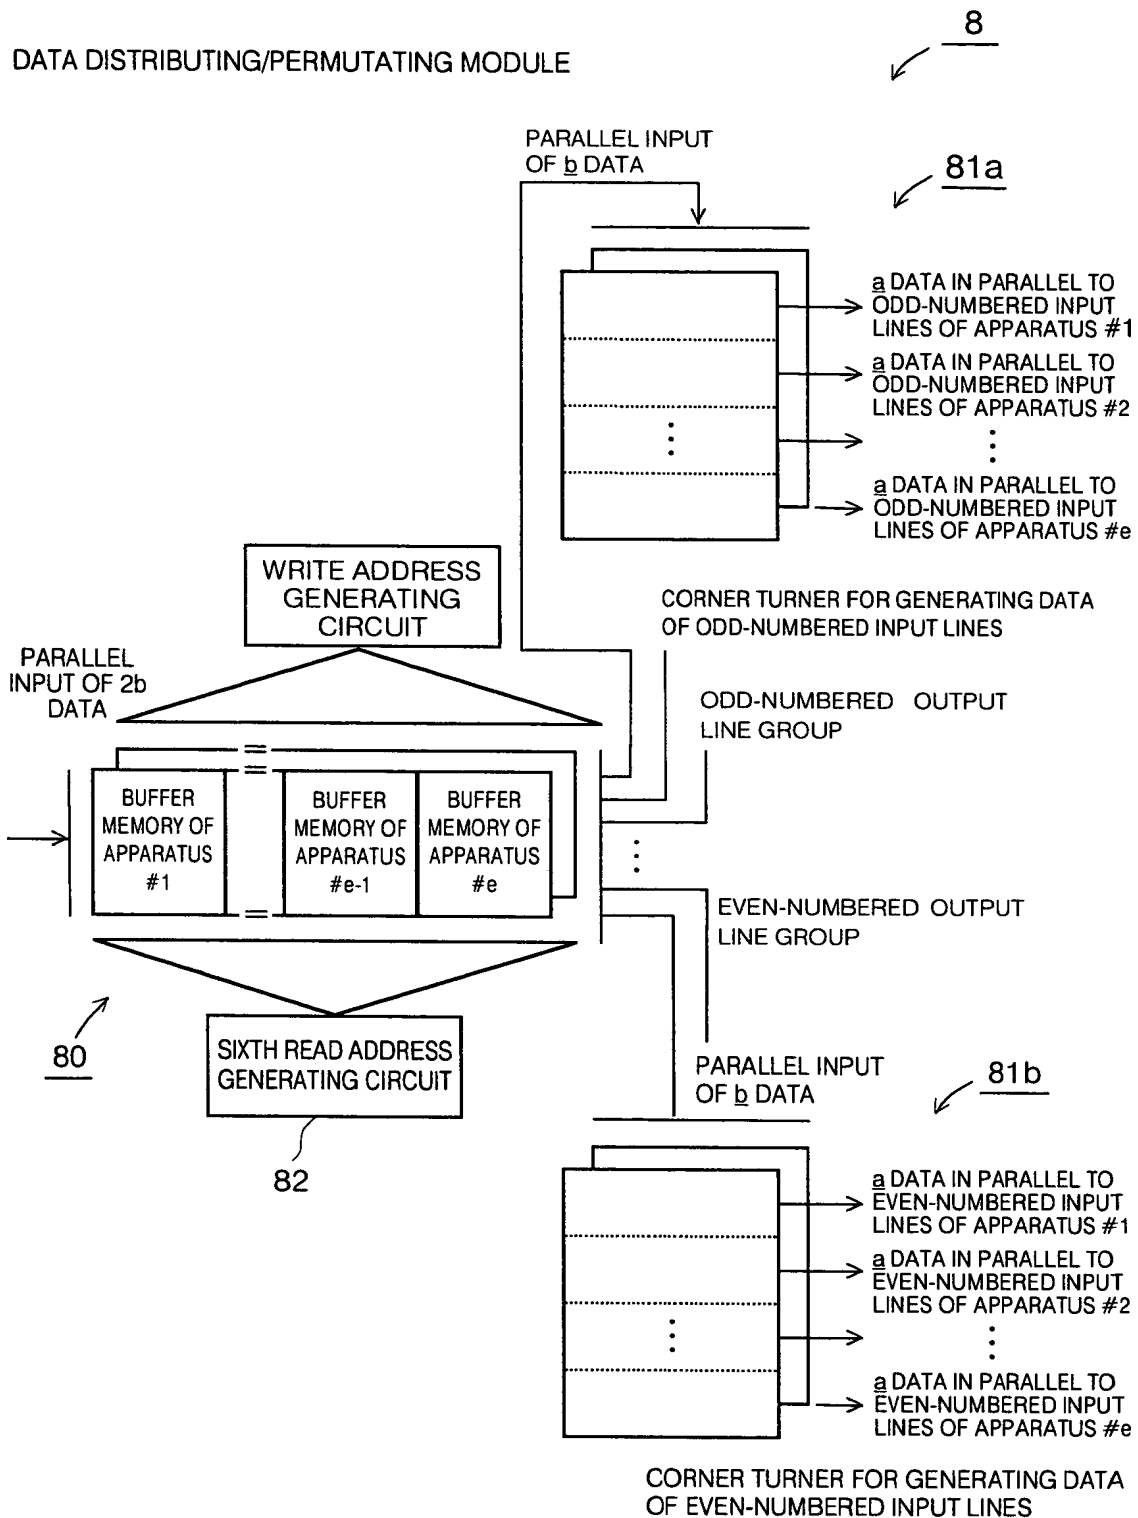 8
DATA DISTRIBUTING/PERMUTATING MODULE
PARALLEL INPUT
OF b DATA
81a
a DATA IN PARALLEL TO
ODD-NUMBERED INPUT
LINES OF APPARATUS #1
a DATA IN PARALLEL TO
ODD-NUMBERED INPUT
LINES OF APPARATUS #2
a DATA IN PARALLEL TO
ODD-NUMBERED INPUT
LINES OF APPARATUS #e
WRITE ADDRESS
GENERATING
CIRCUIT
CORNER TURNER FOR GENERATING DATA
OF ODD-NUMBERED INPUT LINES
PARALLEL
INPUT OF 2b
DATA
ODD-NUMBERED OUTPUT
LINE GROUP
BUFFER
MEMORY OF
APPARATUS
#1
BUFFER
MEMORY OF
APPARATUS
#e-1
BUFFER
MEMORY OF
APPARATUS
#e
EVEN-NUMBERED OUTPUT
LINE GROUP
80
SIXTH READ ADDRESS
GENERATING CIRCUIT
82
PARALLEL INPUT
OF b DATA
81b
a DATA IN PARALLEL TO
EVEN-NUMBERED INPUT
LINES OF APPARATUS #1
a DATA IN PARALLEL TO
EVEN-NUMBERED INPUT
LINES OF APPARATUS #2
a DATA IN PARALLEL TO
EVEN-NUMBERED INPUT
LINES OF APPARATUS #e
CORNER TURNER FOR GENERATING DATA
OF EVEN-NUMBERED INPUT LINES